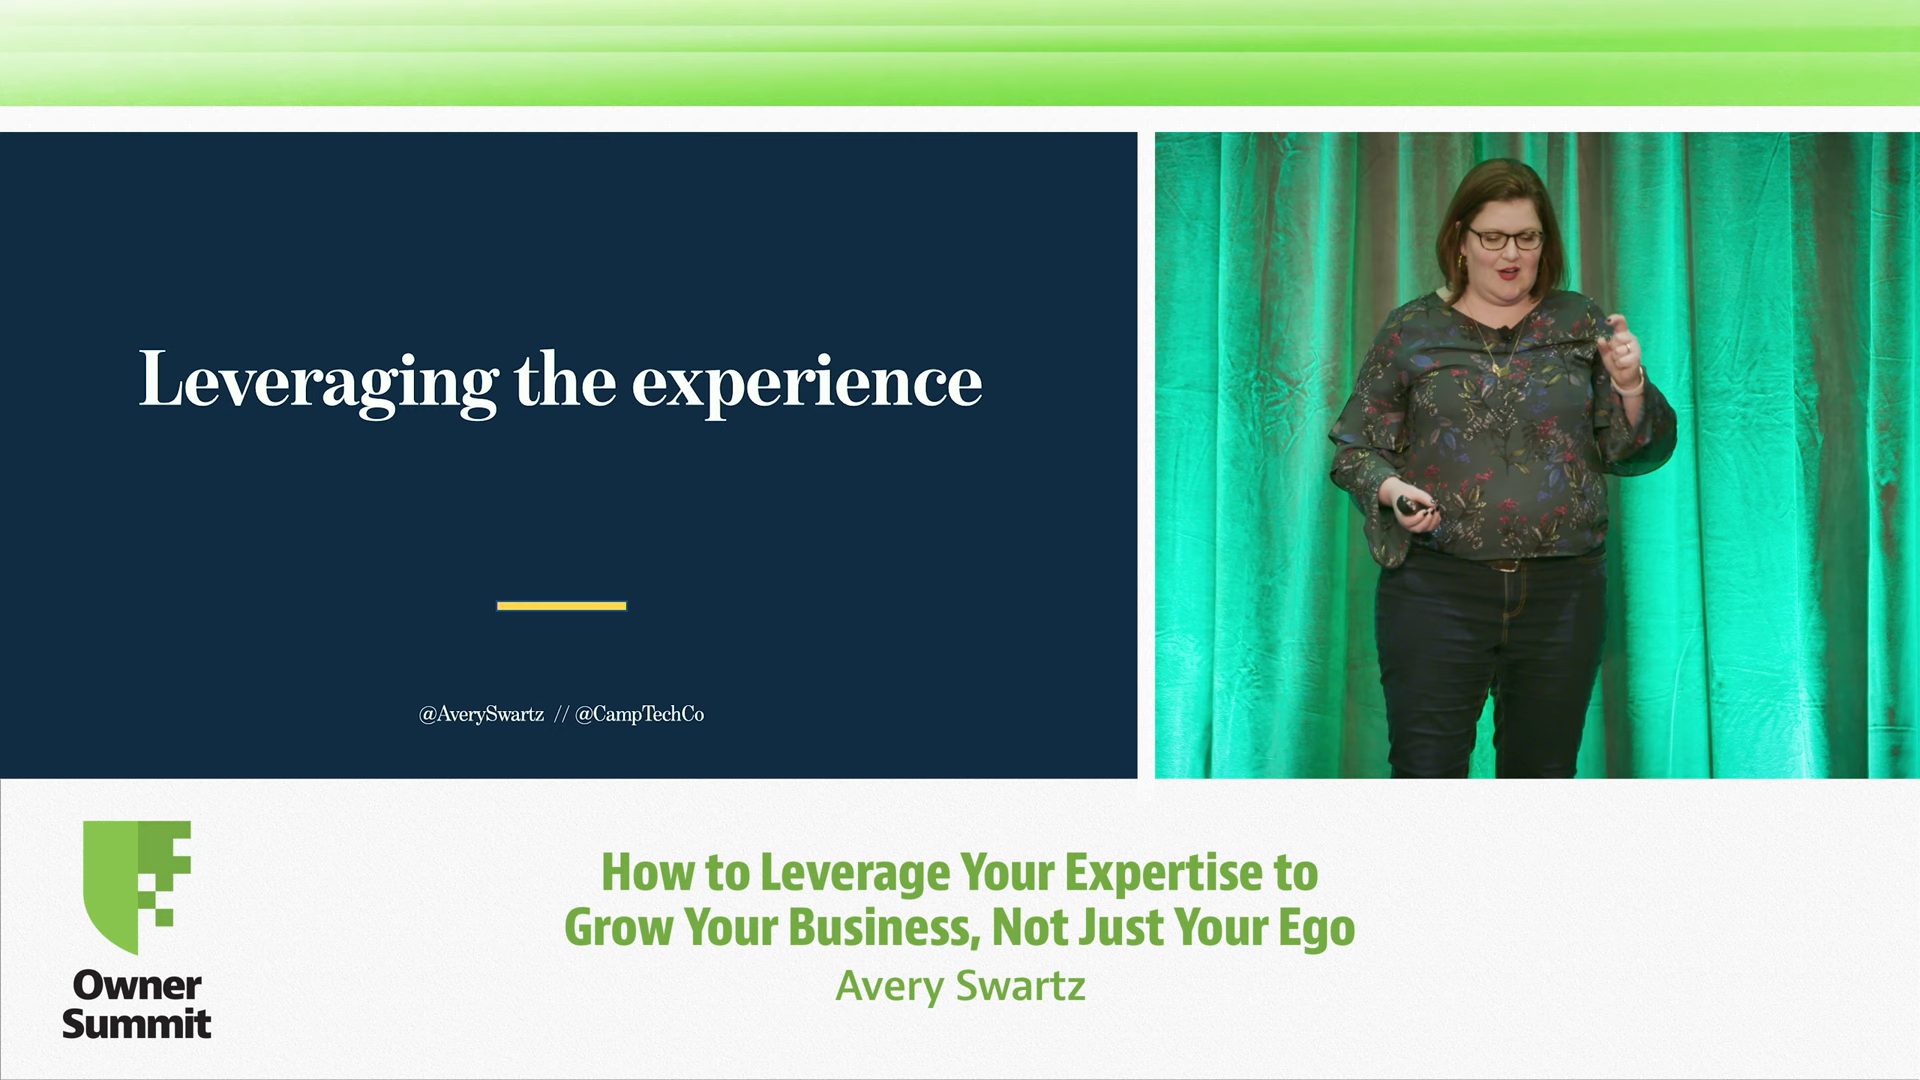 Leveraging the experience
@AverySwartz // @CampTechCo
How to Leverage Your Expertise to
Grow Your Business, Not Just Your Ego
Avery Swartz
Owner
Summit